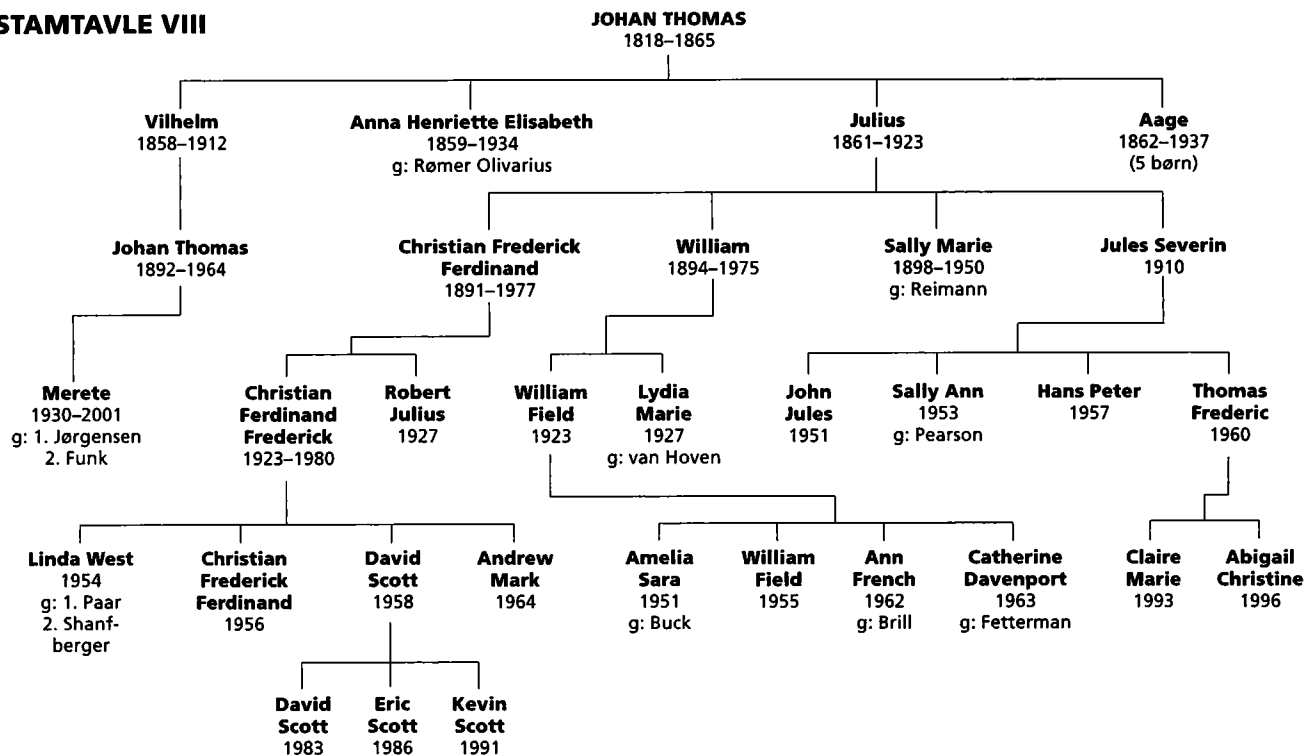 STAMTAVLE VIII
JOHAN THOMAS
1818–1865
Vilhelm
1858–1912
Anna Henriette Elisabeth
1859–1934
g: Rømer Olivarius
Julius
1861–1923
Aage
1862–1937
(5 børn)
Johan Thomas
1892–1964
Christian Frederick
Ferdinand
1891–1977
William
1894–1975
Sally Marie
1898–1950
g: Reimann
Jules Severin
1910
Merete
1930–2001
g: 1. Jørgensen
2. Funk
Christian
Ferdinand
Frederick
1923–1980
Robert
Julius
1927
William
Field
1923
Lydia
Marie
1927
g: van Hoven
John
Jules
1951
Sally Ann
1953
g: Pearson
Hans Peter
1957
Thomas
Frederic
1960
Linda West
1954
g: 1. Paar
2. Shanf-
berger
Christian
Frederick
Ferdinand
1956
David
Scott
1958
Andrew
Mark
1964
Amelia
Sara
1951
g: Buck
William
Field
1955
Ann
French
1962
g: Brill
Catherine
Davenport
1963
g: Fetterman
Claire
Marie
1993
Abigail
Christine
1996
David
Scott
1983
Eric
Scott
1986
Kevin
Scott
1991